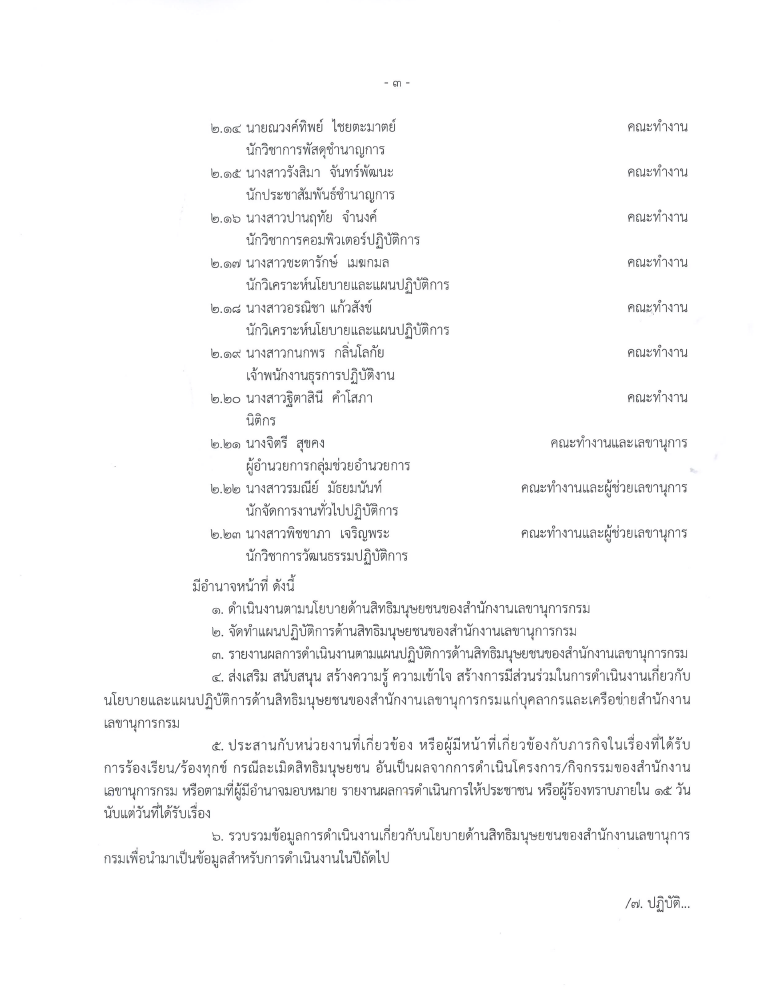 - ๓ -
๒.๑๔ นายณวงค์ทิพย์ ไชยตะมาตย์ คณะทำงาน
นักวิชาการพัสดุชำนาญการ
๒.๑๕ นางสาวรังสิมา จันทร์พัฒนะ คณะทำงาน
นักประชาสัมพันธ์ชำนาญการ
๒.๑๖ นางสาวปานฤทัย จำนงค์ คณะทำงาน
นักวิชาการคอมพิวเตอร์ปฏิบัติการ
๒.๑๗ นางสาวชะตารักษ์ เมฆกมล คณะทำงาน
นักวิเคราะห์นโยบายและแผนปฏิบัติการ
๒.๑๘ นางสาวอรณิชา แก้วสังข์ คณะทำงาน
นักวิเคราะห์นโยบายและแผนปฏิบัติการ
๒.๑๙ นางสาวกนกพร กลิ่นโลกัย คณะทำงาน
เจ้าพนักงานธุรการปฏิบัติงาน
๒.๒๐ นางสาวฐิตาสินี คำโสภา คณะทำงาน
นิติกร
๒.๒๑ นางจิตรี สุขคง คณะทำงานและเลขานุการ
ผู้อำนวยการกลุ่มช่วยอำนวยการ
๒.๒๒ นางสาวรมณีย์ มัธยมนันท์ คณะทำงานและผู้ช่วยเลขานุการ
นักจัดการงานทั่วไปปฏิบัติการ
๒.๒๓ นางสาวพิชชาภา เจริญพระ คณะทำงานและผู้ช่วยเลขานุการ
นักวิชาการวัฒนธรรมปฏิบัติการ
มีอำนาจหน้าที่ ดังนี้
๑. ดำเนินงานตามนโยบายด้านสิทธิมนุษยชนของสำนักงานเลขานุการกรม
๒. จัดทำแผนปฏิบัติการด้านสิทธิมนุษยชนของสำนักงานเลขานุการกรม
๓. รายงานผลการดำเนินงานตามแผนปฏิบัติการด้านสิทธิมนุษยชนของสำนักงานเลขานุการกรม
๔. ส่งเสริม สนับสนุน สร้างความรู้ ความเข้าใจ สร้างการมีส่วนร่วมในการดำเนินงานเกี่ยวกับ
นโยบายและแผนปฏิบัติการด้านสิทธิมนุษยชนของสำนักงานเลขานุการกรมแก่บุคลากรและเครือข่ายสำนักงาน
เลขานุการกรม
๕. ประสานกับหน่วยงานที่เกี่ยวข้อง หรือผู้มีหน้าที่เกี่ยวข้องกับภารกิจในเรื่องที่ได้รับ
การร้องเรียน/ร้องทุกข์ กรณีละเมิดสิทธิมนุษยชน อันเป็นผลจากการดำเนินโครงการ/กิจกรรมของสำนักงาน
เลขานุการกรม หรือตามที่ผู้มีอำนาจมอบหมาย รายงานผลการดำเนินการให้ประชาชน หรือผู้ร้องทราบภายใน ๑๕ วัน
นับแต่วันที่ได้รับเรื่อง
๖. รวบรวมข้อมูลการดำเนินงานเกี่ยวกับนโยบายด้านสิทธิมนุษยชนของสำนักงานเลขานุการ
กรมเพื่อนำมาเป็นข้อมูลสำหรับการดำเนินงานในปีถัดไป
/๗. ปฏิบัติ...